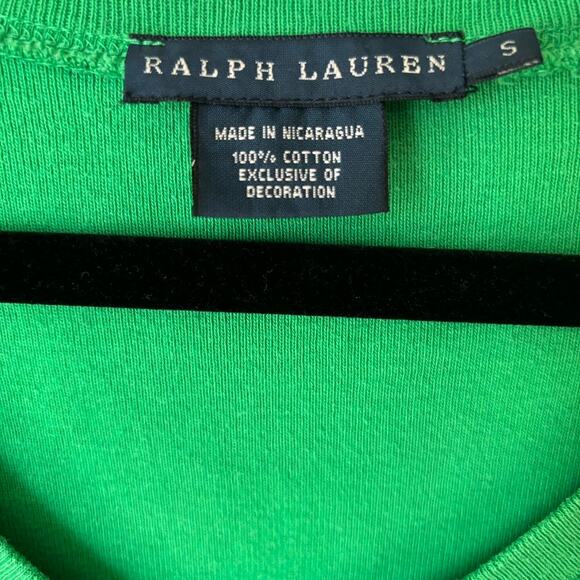 RALPH LAUREN
S
MADE IN NICARAGUA
100% COTTON
EXCLUSIVE OF
DECORATION